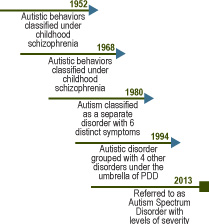 1952
Autistic behaviors
classified under
childhood
schizophrenia
1968
Autistic behaviors
classified under
childhood
schizophrenia
1980
Autism classified
as a separate
disorder with 6
distinct symptoms
1994
Autistic disorder
grouped with 4 other
disorders under the
umbrella of PDD
2013
Referred to as
Autism Spectrum
Disorder with
levels of severity